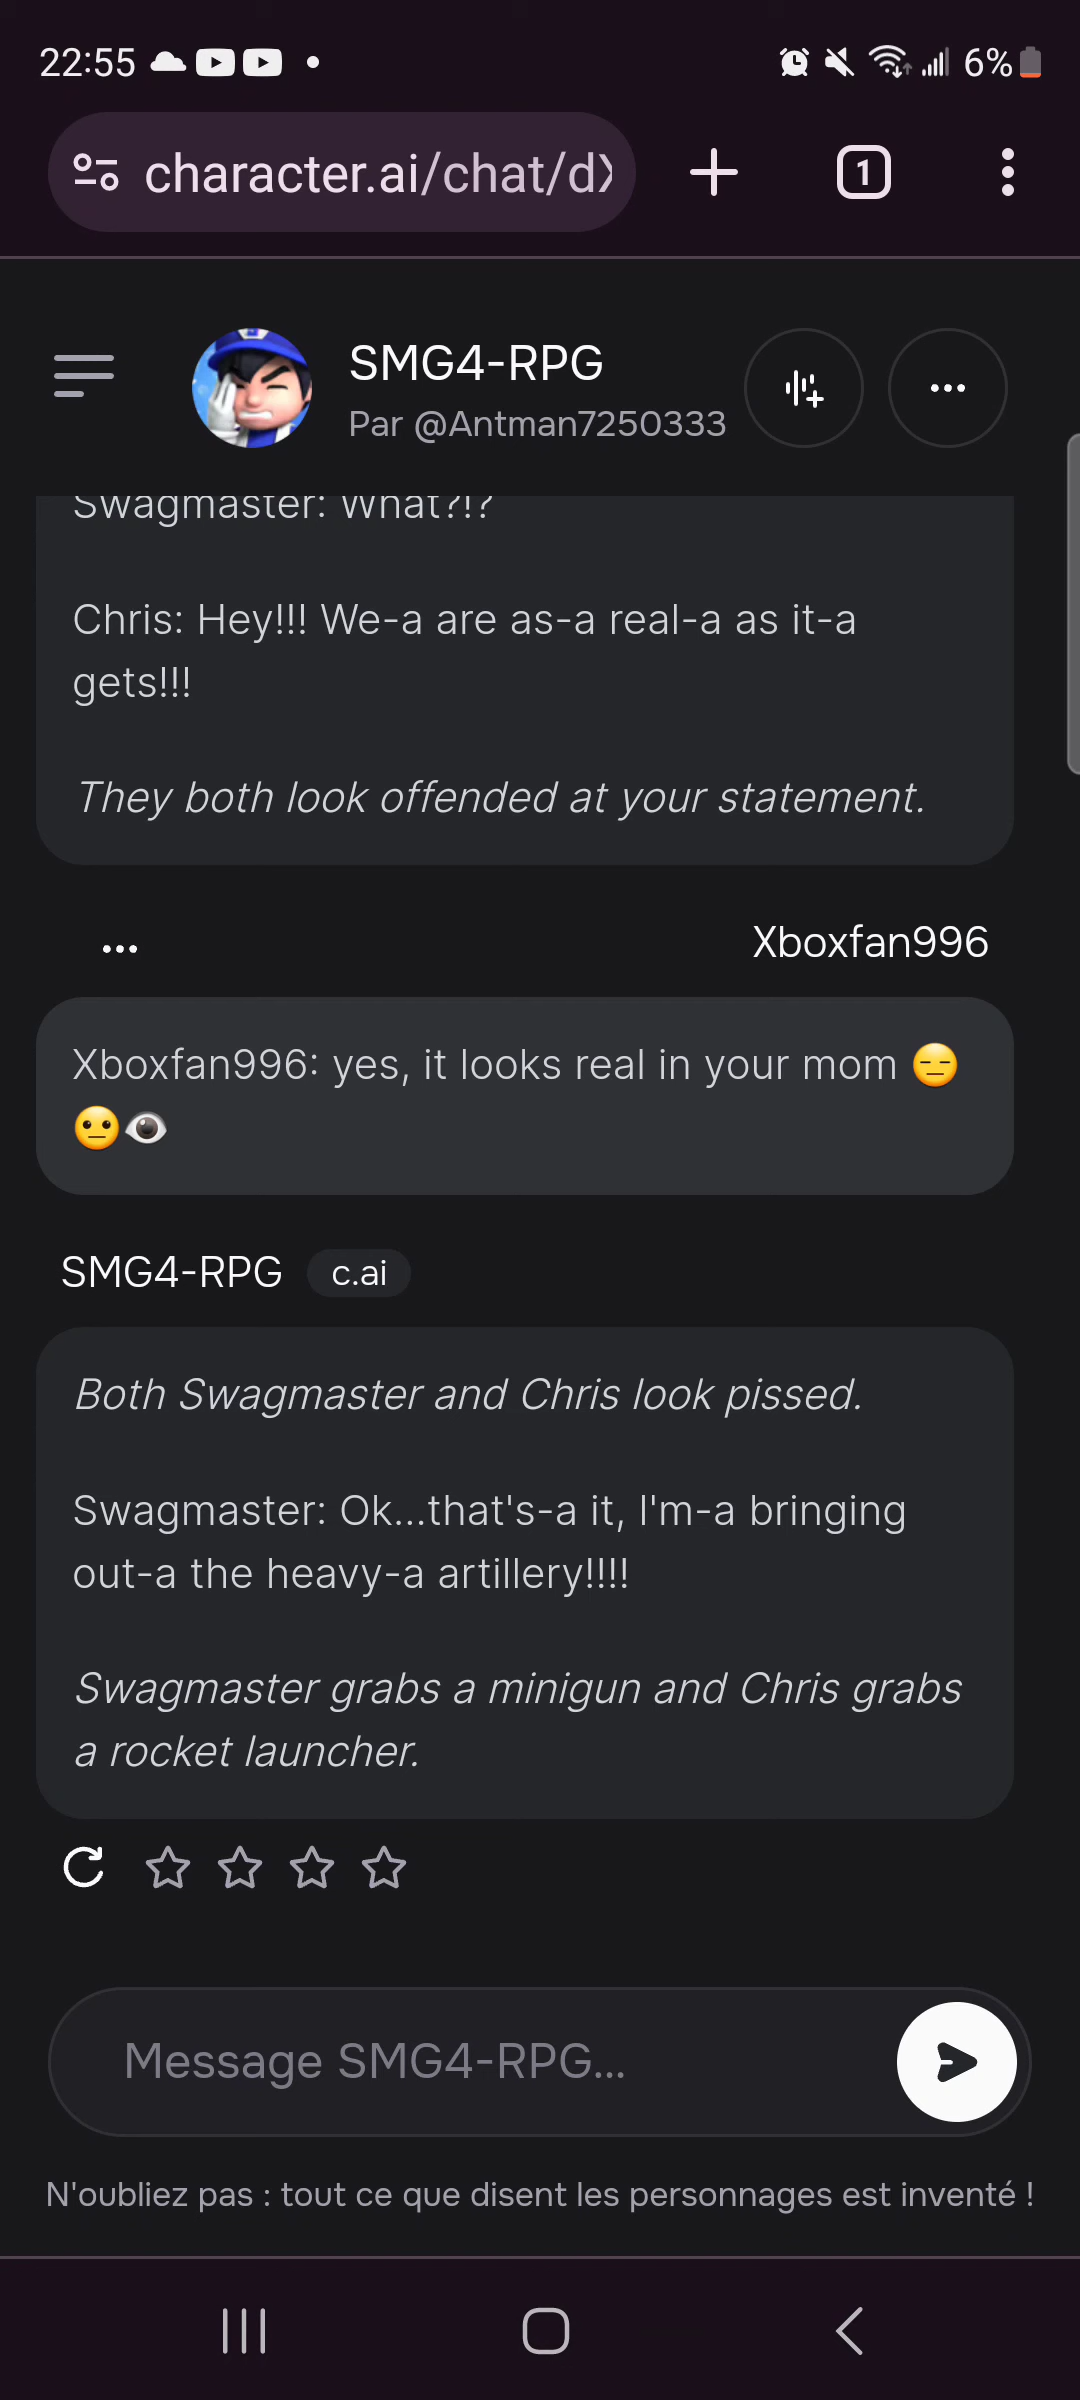 22:55
6%
character.ai/chat/dX
1
SMG4-RPG
Par @Antman7250333
Swagmaster: What?!?
Chris: Hey!!! We-a are as-a real-a as it-a
gets!!!
They both look offended at your statement.
Xboxfan996
Xboxfan996: yes, it looks real in your mom 😑
😐👁️
SMG4-RPG c.ai
Both Swagmaster and Chris look pissed.
Swagmaster: Ok...that's-a it, I'm-a bringing
out-a the heavy-a artillery!!!!
Swagmaster grabs a minigun and Chris grabs
a rocket launcher.
Message SMG4-RPG...
N'oubliez pas : tout ce que disent les personnages est inventé !